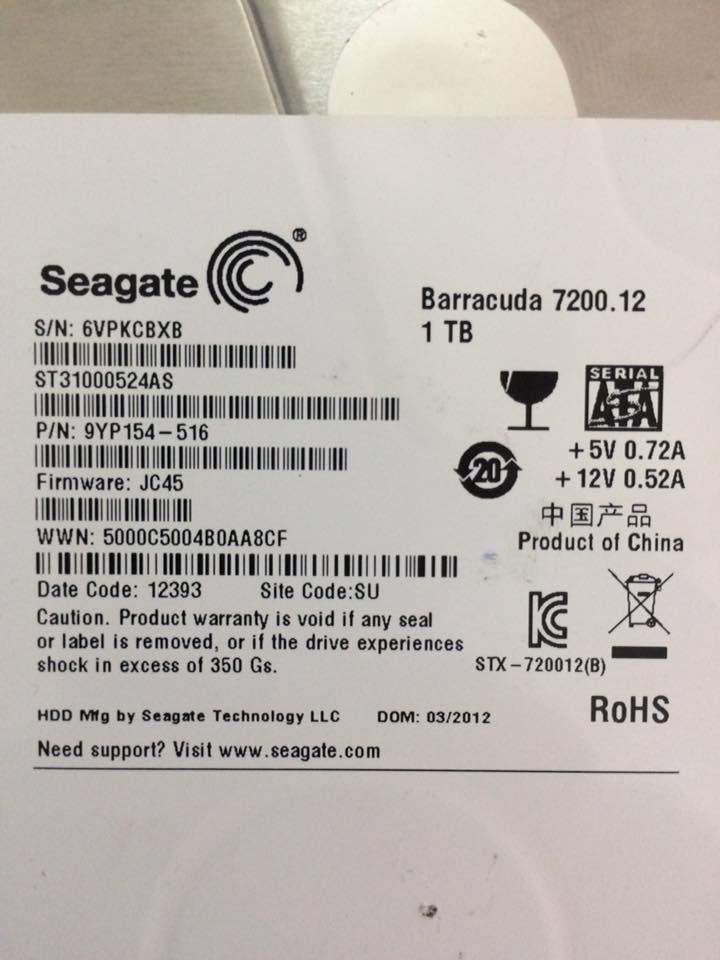 Seagate ®
S/N: 6VPKCBXB
ST31000524AS
P/N: 9YP154-516
Firmware: JC45
WWN: 5000C5004B0AA8CF
Date Code: 12393 Site Code:SU
Caution. Product warranty is void if any seal
or label is removed, or if the drive experiences
shock in excess of 350 Gs.
HDD Mfg by Seagate Technology LLC DOM: 03/2012
Need support? Visit www.seagate.com
Barracuda 7200.12
1 TB
SERIAL
ATA
20
+5V 0.72A
+12V 0.52A
中国产品
Product of China
KC
STX-720012(B)
RoHS